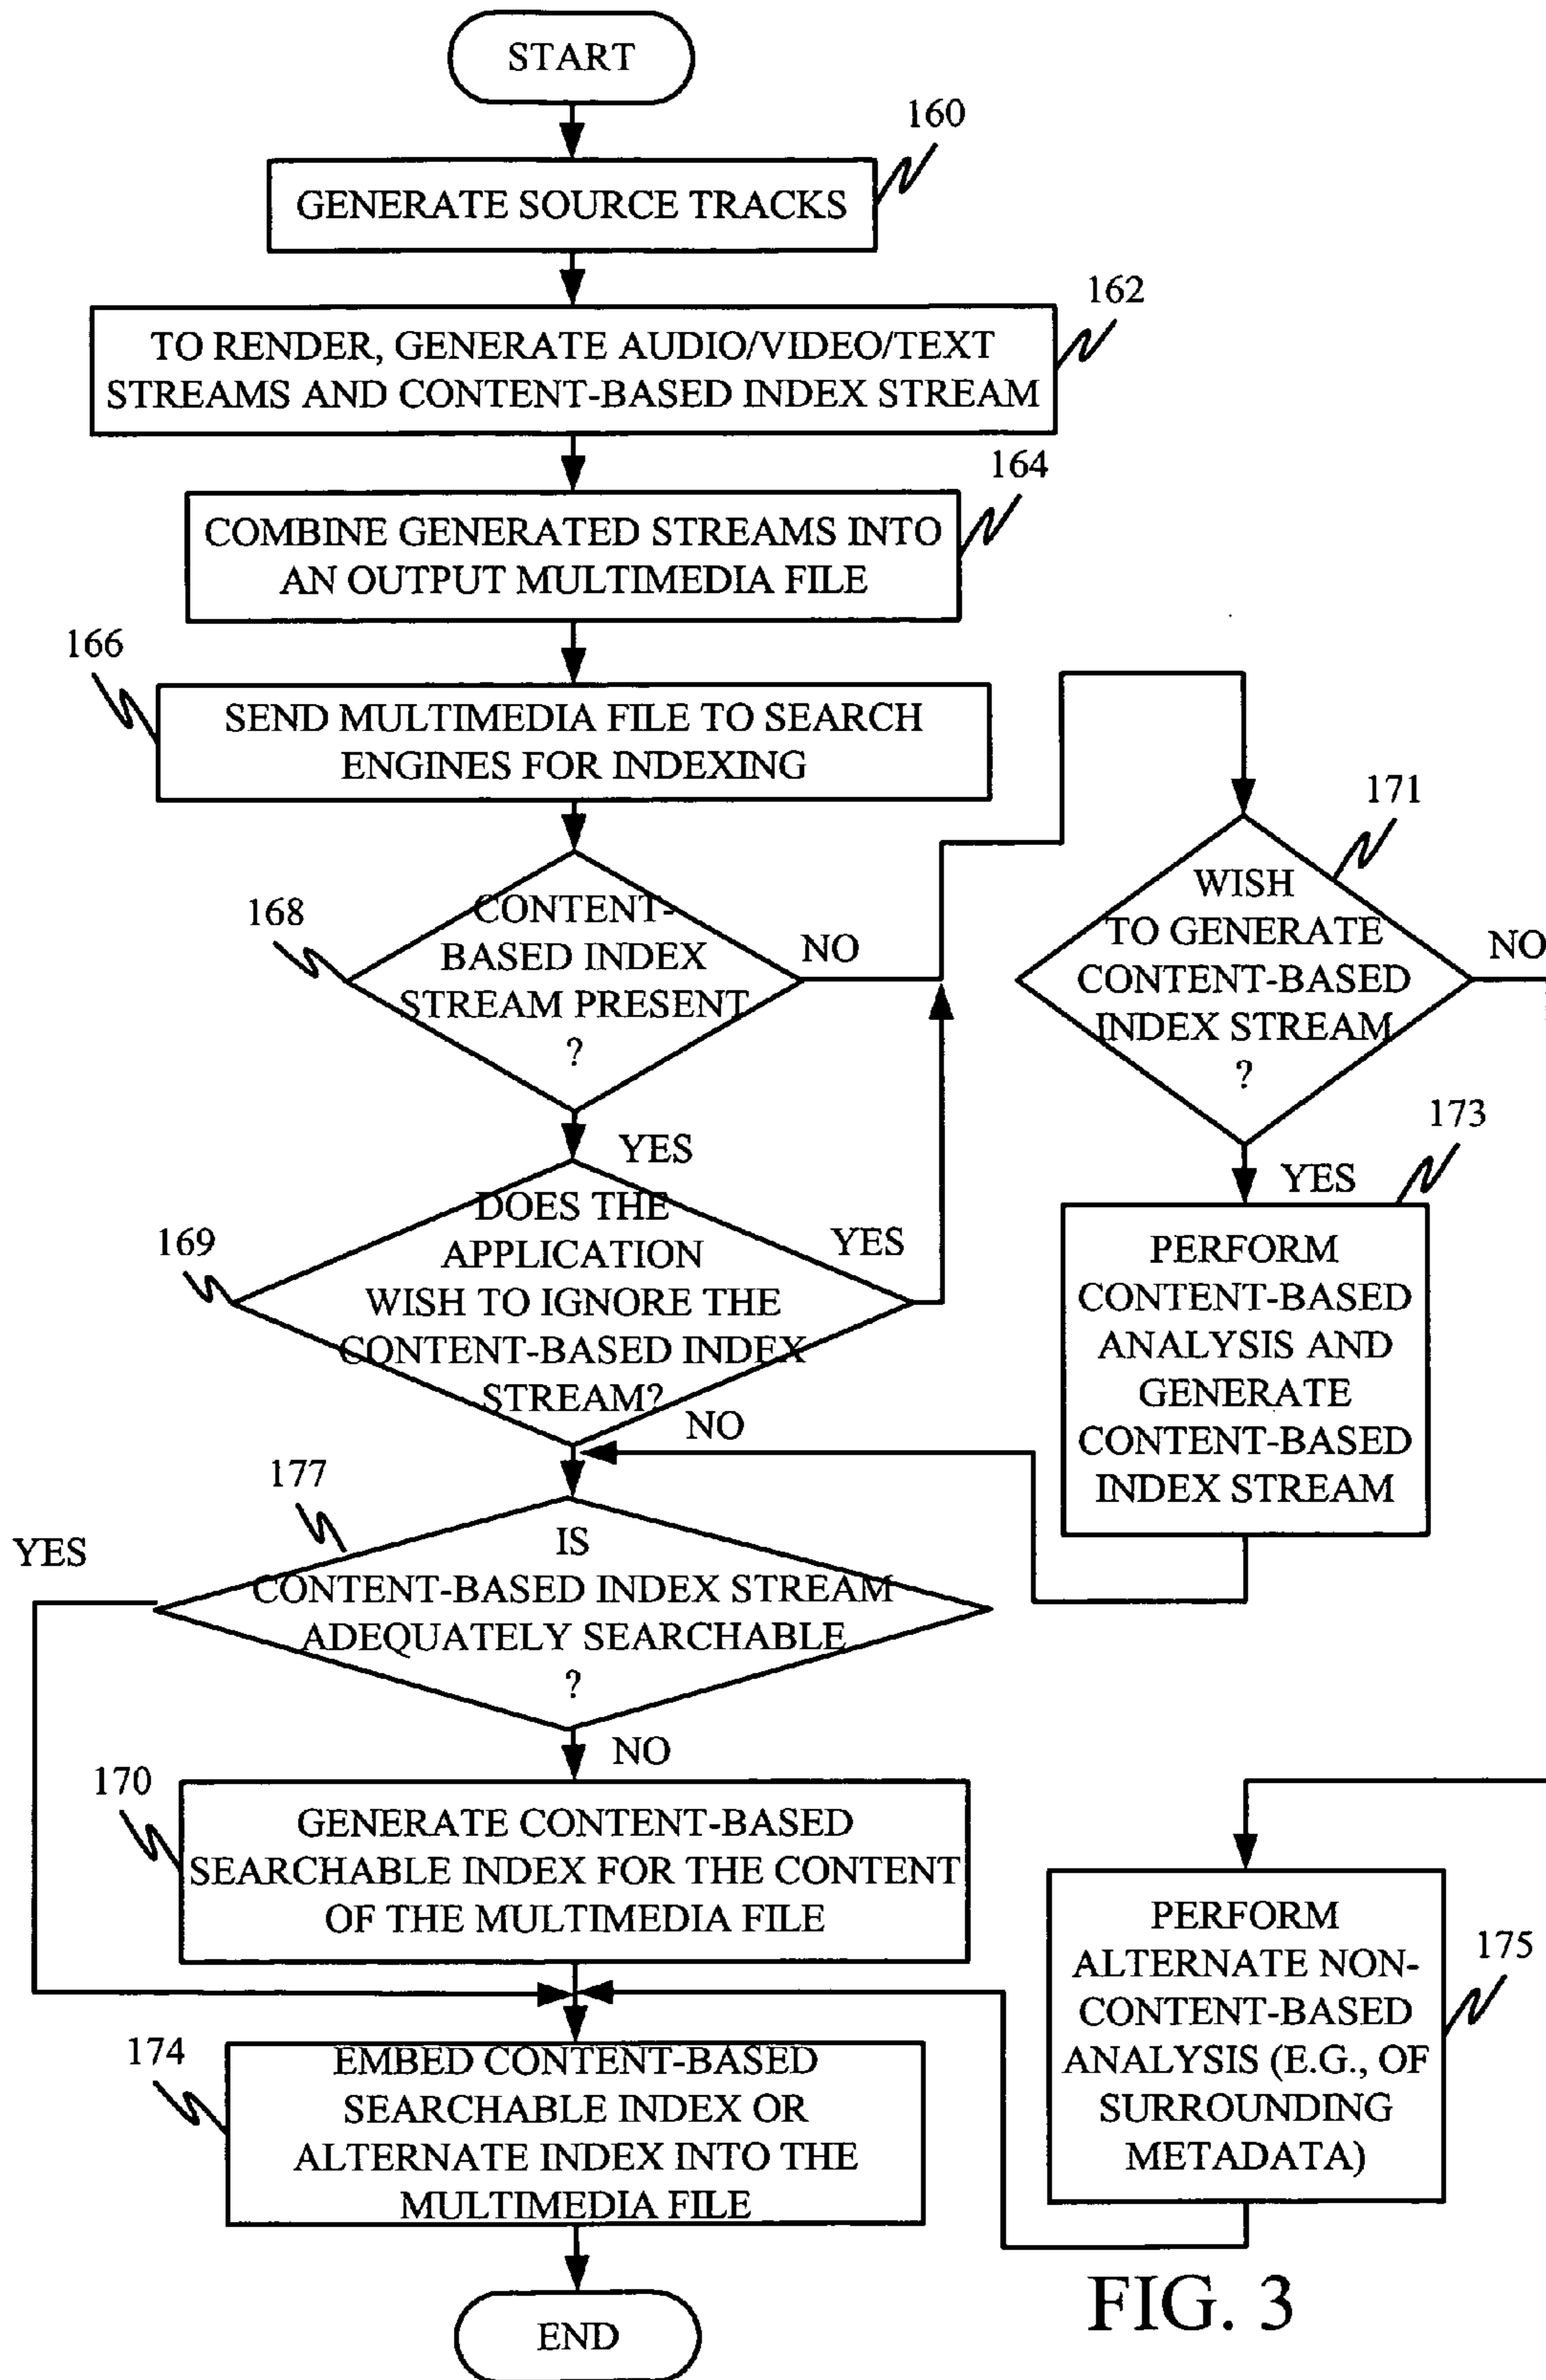 START
160
GENERATE SOURCE TRACKS
162
TO RENDER, GENERATE AUDIO/VIDEO/TEXT
STREAMS AND CONTENT-BASED INDEX STREAM
164
COMBINE GENERATED STREAMS INTO
AN OUTPUT MULTIMEDIA FILE
166
SEND MULTIMEDIA FILE TO SEARCH
ENGINES FOR INDEXING
168
CONTENT-
BASED INDEX
STREAM PRESENT
?
NO
YES
171
WISH
TO GENERATE
CONTENT-BASED
INDEX STREAM
?
NO
YES
173
PERFORM
CONTENT-BASED
ANALYSIS AND
GENERATE
CONTENT-BASED
INDEX STREAM
169
DOES THE
APPLICATION
WISH TO IGNORE THE
CONTENT-BASED INDEX
STREAM?
YES
NO
177
IS
CONTENT-BASED INDEX STREAM
ADEQUATELY SEARCHABLE
?
YES
NO
170
GENERATE CONTENT-BASED
SEARCHABLE INDEX FOR THE CONTENT
OF THE MULTIMEDIA FILE
175
PERFORM
ALTERNATE NON-
CONTENT-BASED
ANALYSIS (E.G., OF
SURROUNDING
METADATA)
174
EMBED CONTENT-BASED
SEARCHABLE INDEX OR
ALTERNATE INDEX INTO THE
MULTIMEDIA FILE
END
FIG. 3